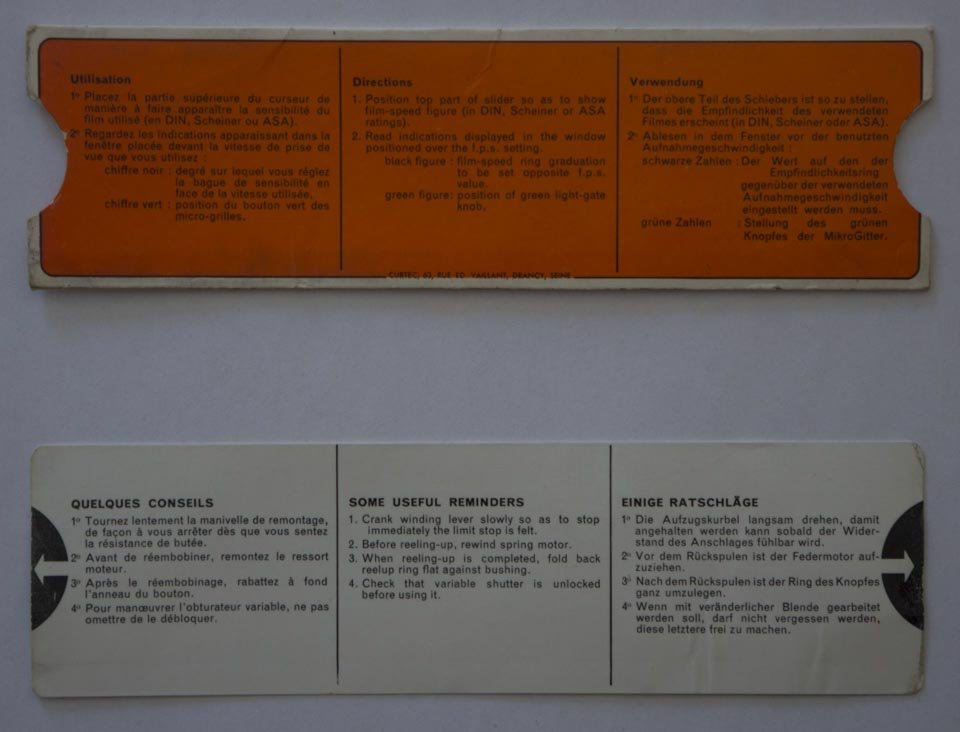 Utilisation
1° Placez la partie supérieure du curseur de
manière à faire apparaître la sensibilité du
film utilisé (en DIN, Scheiner ou ASA).
2° Regardez les indications apparaissant dans la
fenêtre placée devant la vitesse de prise de
vue que vous utilisez :
chiffre noir : degré sur lequel vous réglez
la bague de sensibilité en
face de la vitesse utilisée.
chiffre vert : position du bouton vert des
micro-grilles.
Directions
1. Position top part of slider so as to show
film-speed figure (in DIN, Scheiner or ASA
ratings).
2. Read indications displayed in the window
positioned over the f.p.s. setting.
black figure : film-speed ring graduation
to be set opposite f.p.s.
value.
green figure : position of green light-gate
knob.
Verwendung
1° Der obere Teil des Schiebers ist so zu stellen,
dass die Empfindlichkeit des verwendeten
Filmes erscheint (in DIN, Scheiner oder ASA).
2° Ablesen in dem Fenster vor der benutzten
Aufnahmegeschwindigkeit :
schwarze Zahlen : Der Wert auf den der
Empfindlichkeitsring
gegenüber der verwendeten
Aufnahmegeschwindigkeit
eingestellt werden muss.
grüne Zahlen : Stellung des grünen
Knopfes der MikroGitter.
CURTEC, 63, RUE ED. VAILLANT, DRANCY, SEINE
QUELQUES CONSEILS
1° Tournez lentement la manivelle de remontage,
de façon à vous arrêter dès que vous sentez
la résistance de butée.
2° Avant de réembobiner, remontez le ressort
moteur.
3° Après le réembobinage, rabattez à fond
l'anneau du bouton.
4° Pour manœuvrer l'obturateur variable, ne pas
omettre de le débloquer.
SOME USEFUL REMINDERS
1. Crank winding lever slowly so as to stop
immediately the limit stop is felt.
2. Before reeling-up, rewind spring motor.
3. When reeling-up is completed, fold back
reelup ring flat against bushing.
4. Check that variable shutter is unlocked
before using it.
EINIGE RATSCHLÄGE
1° Die Aufzugskurbel langsam drehen, damit
angehalten werden kann sobald der Wider-
stand des Anschlages fühlbar wird.
2° Vor dem Rückspulen ist der Federmotor auf-
zuziehen.
3° Nach dem Rückspulen ist der Ring des Knopfes
ganz umzulegen.
4° Wenn mit veränderlicher Blende gearbeitet
werden soll, darf nicht vergessen werden,
diese letztere frei zu machen.